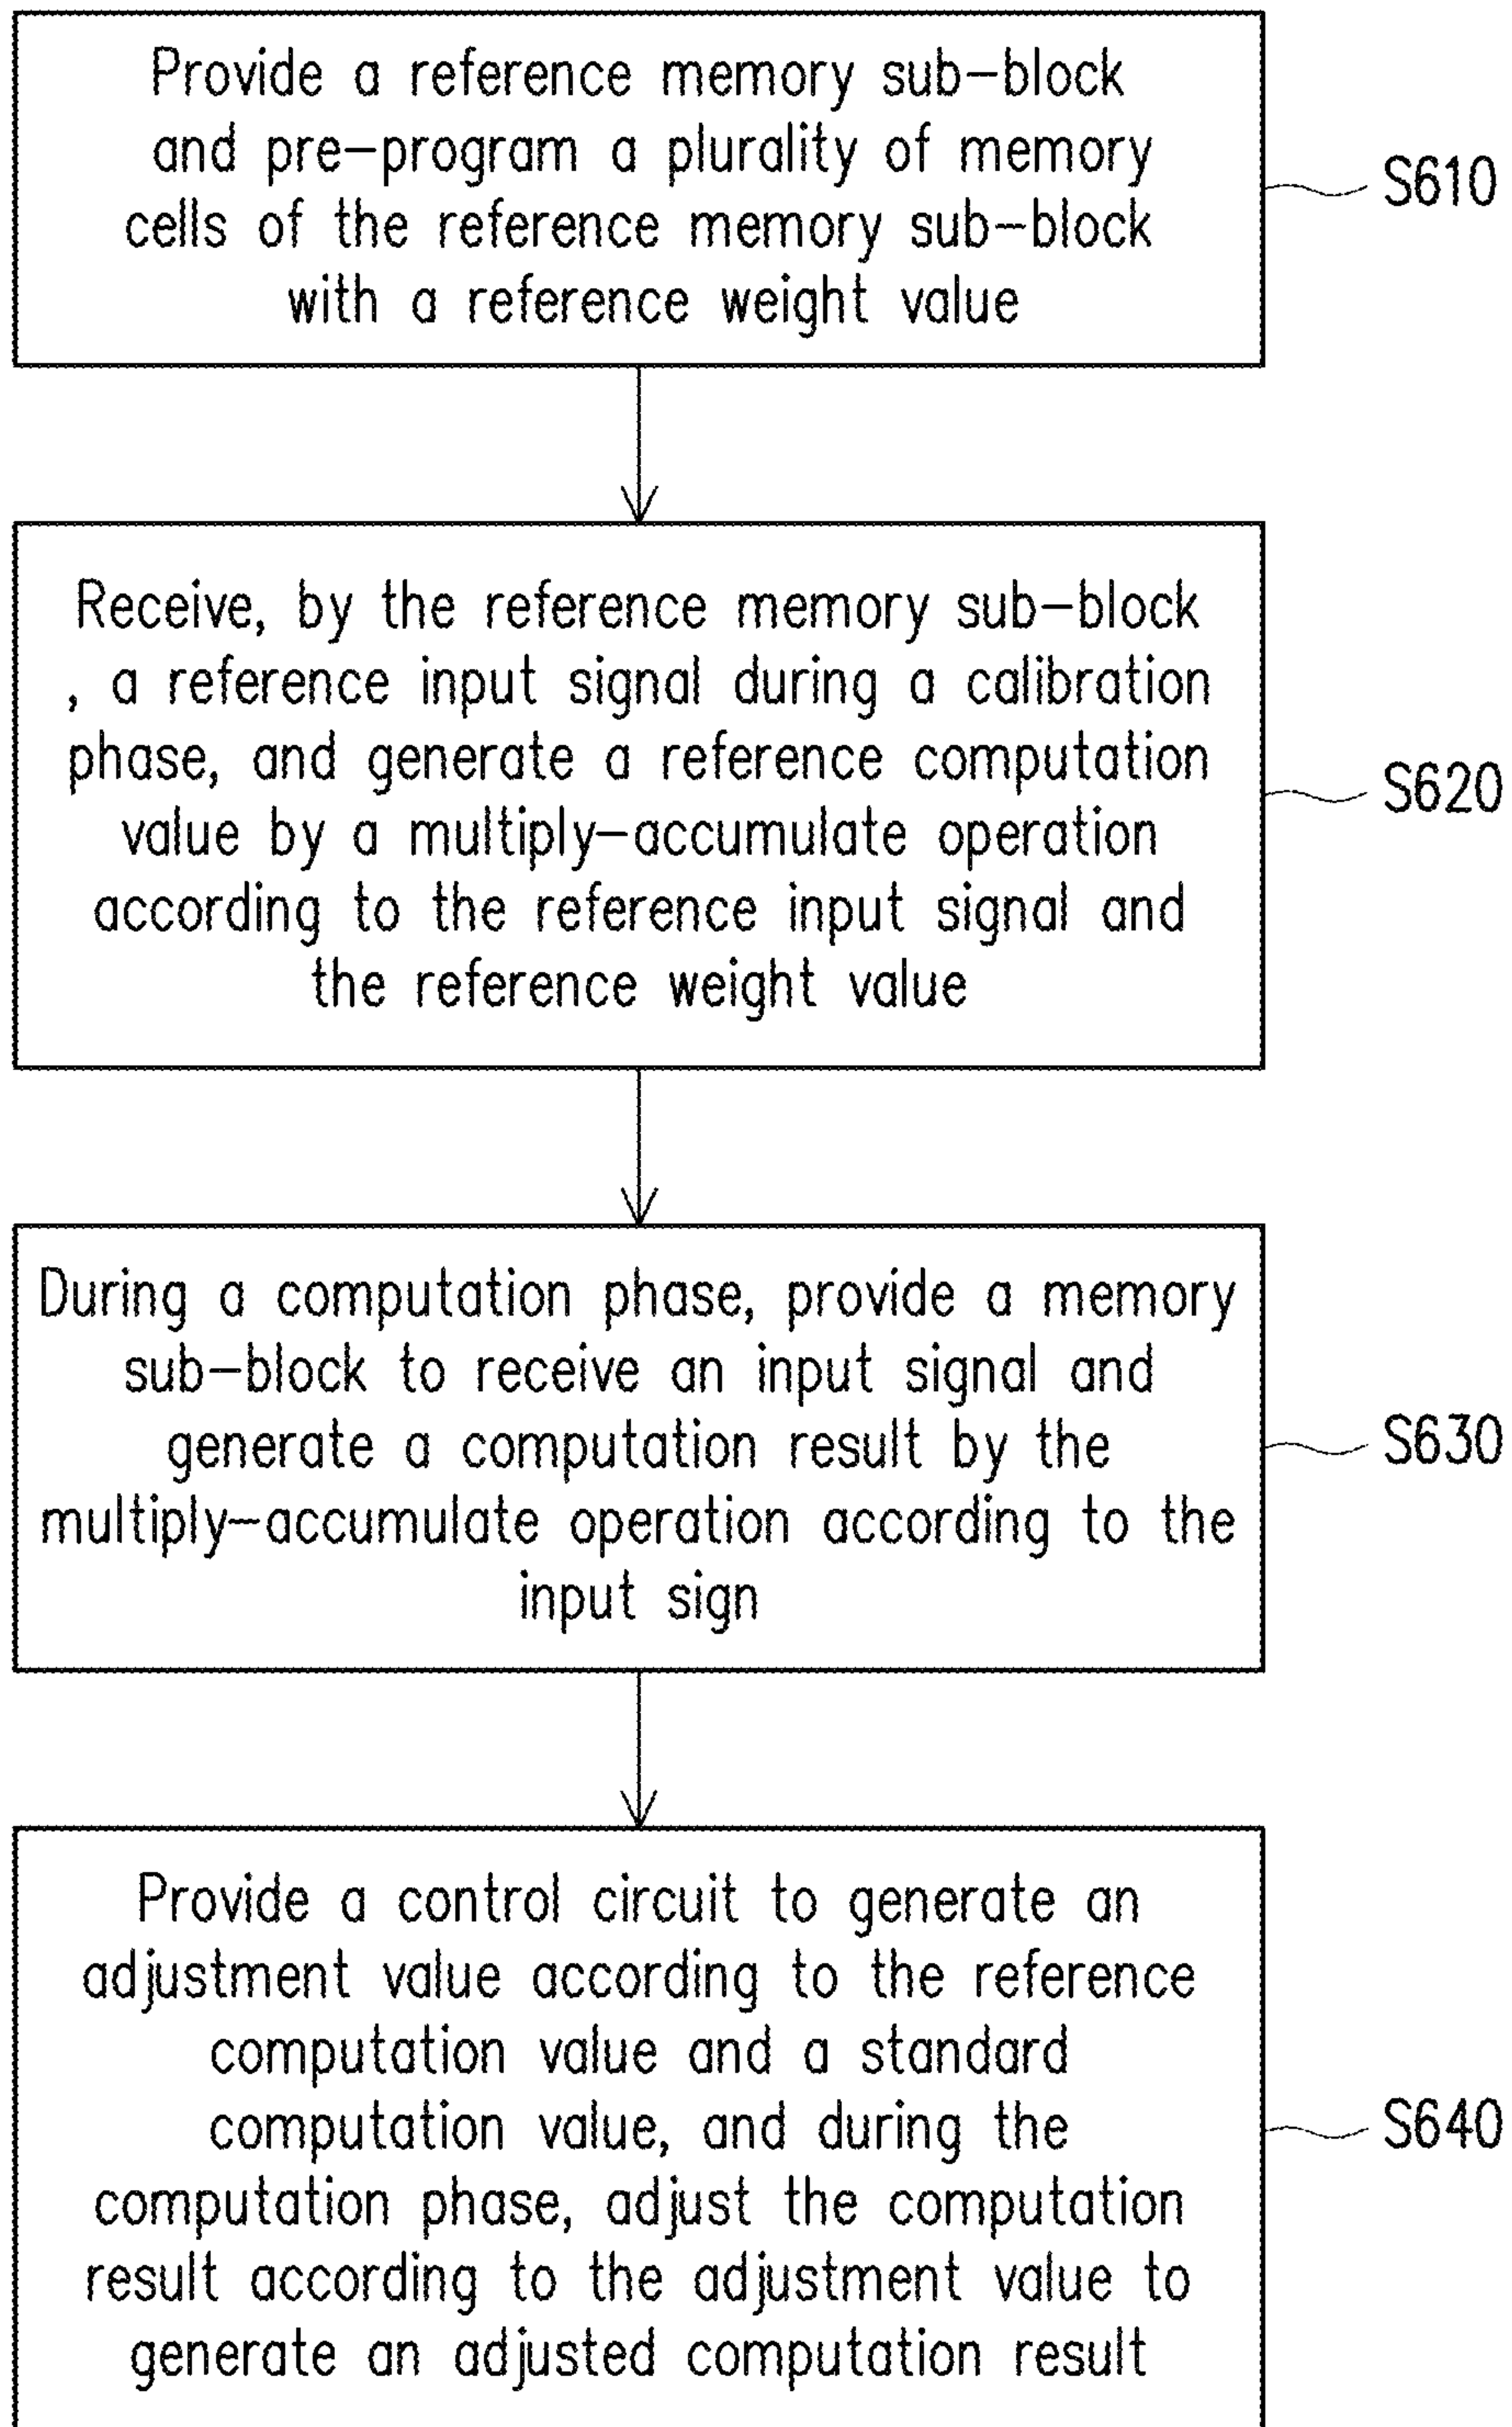 Provide a reference memory sub-block
and pre-program a plurality of memory
cells of the reference memory sub-block
with a reference weight value
S610
Receive, by the reference memory sub-block
, a reference input signal during a calibration
phase, and generate a reference computation
value by a multiply-accumulate operation
according to the reference input signal and
the reference weight value
S620
During a computation phase, provide a memory
sub-block to receive an input signal and
generate a computation result by the
multiply-accumulate operation according to the
input sign
S630
Provide a control circuit to generate an
adjustment value according to the reference
computation value and a standard
computation value, and during the
computation phase, adjust the computation
result according to the adjustment value to
generate an adjusted computation result
S640